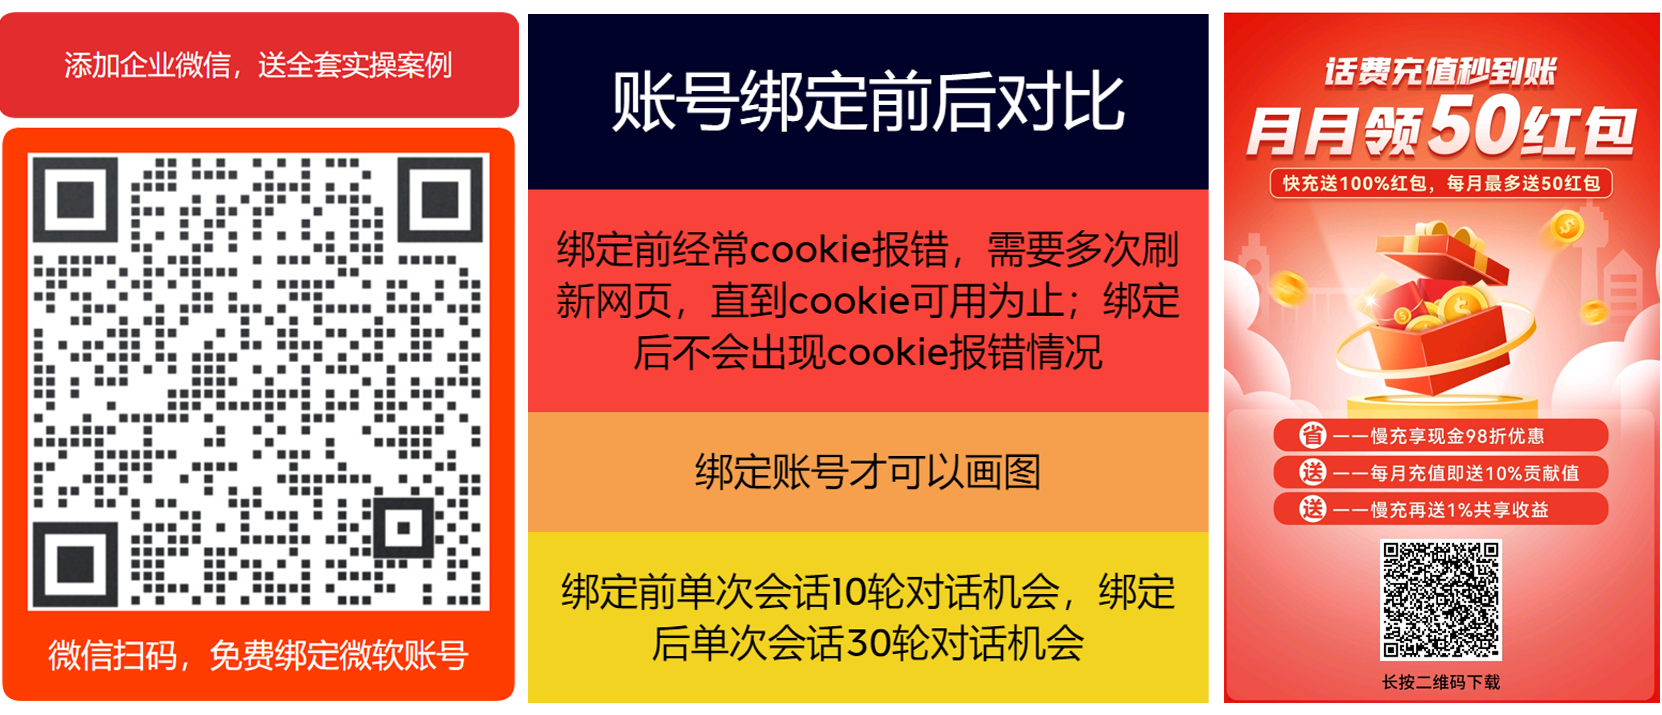 添加企业微信，送全套实操案例
微信扫码，免费绑定微软账号
账号绑定前后对比
绑定前经常cookie报错，需要多次刷
新网页，直到cookie可用为止；绑定
后不会出现cookie报错情况
绑定账号才可以画图
绑定前单次会话10轮对话机会，绑定
后单次会话30轮对话机会
话费充值秒到账
月月领50红包
快充送100%红包，每月最多送50红包
省——慢充享现金98折优惠
送——每月充值即送10%贡献值
送——慢充再送1%共享收益
长按二维码下载